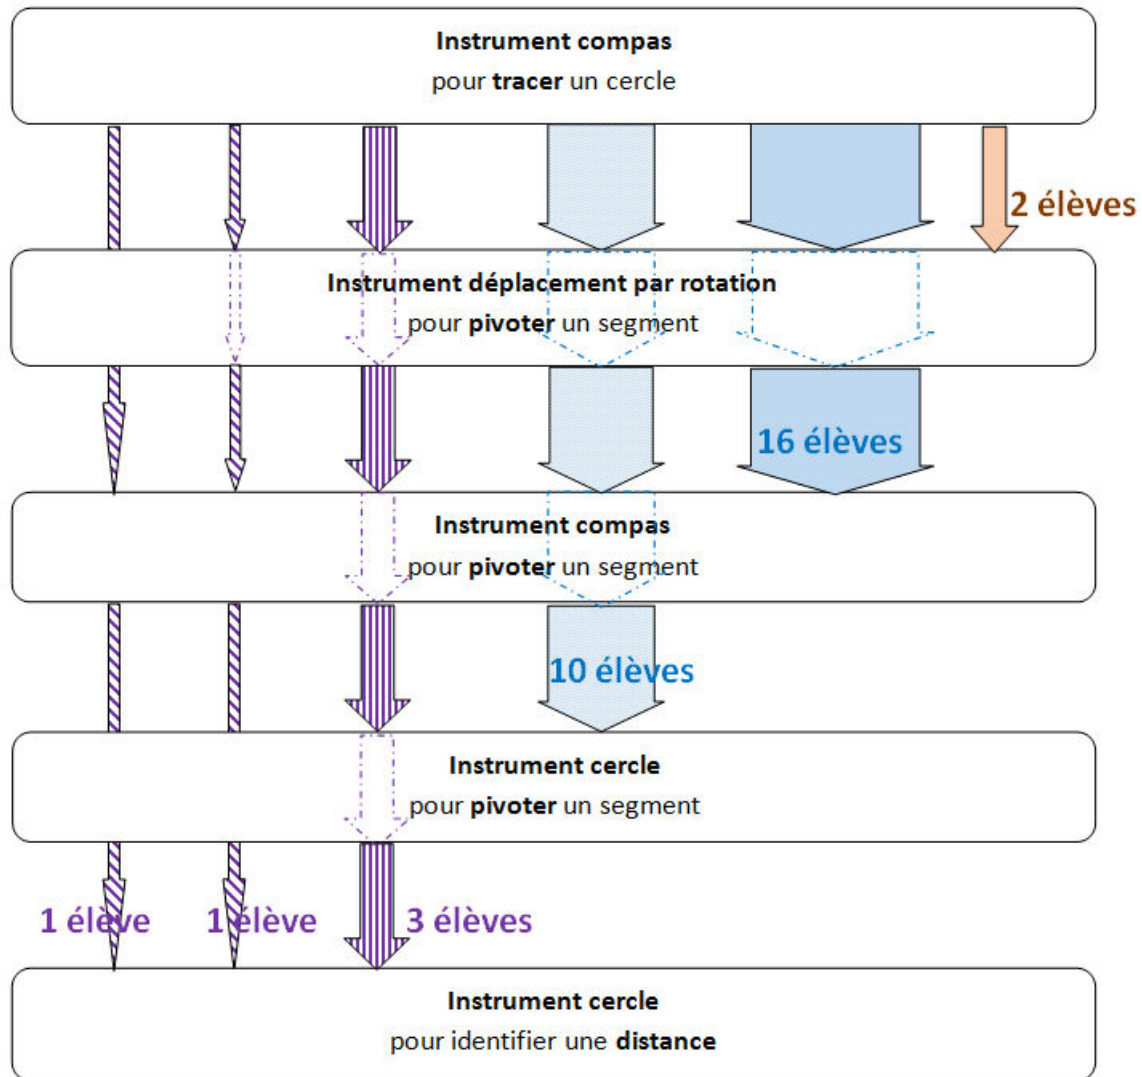 Instrument compas
pour tracer un cercle
2 élèves
Instrument déplacement par rotation
pour pivoter un segment
16 élèves
Instrument compas
pour pivoter un segment
10 élèves
Instrument cercle
pour pivoter un segment
1 élève
1 élève
3 élèves
Instrument cercle
pour identifier une distance